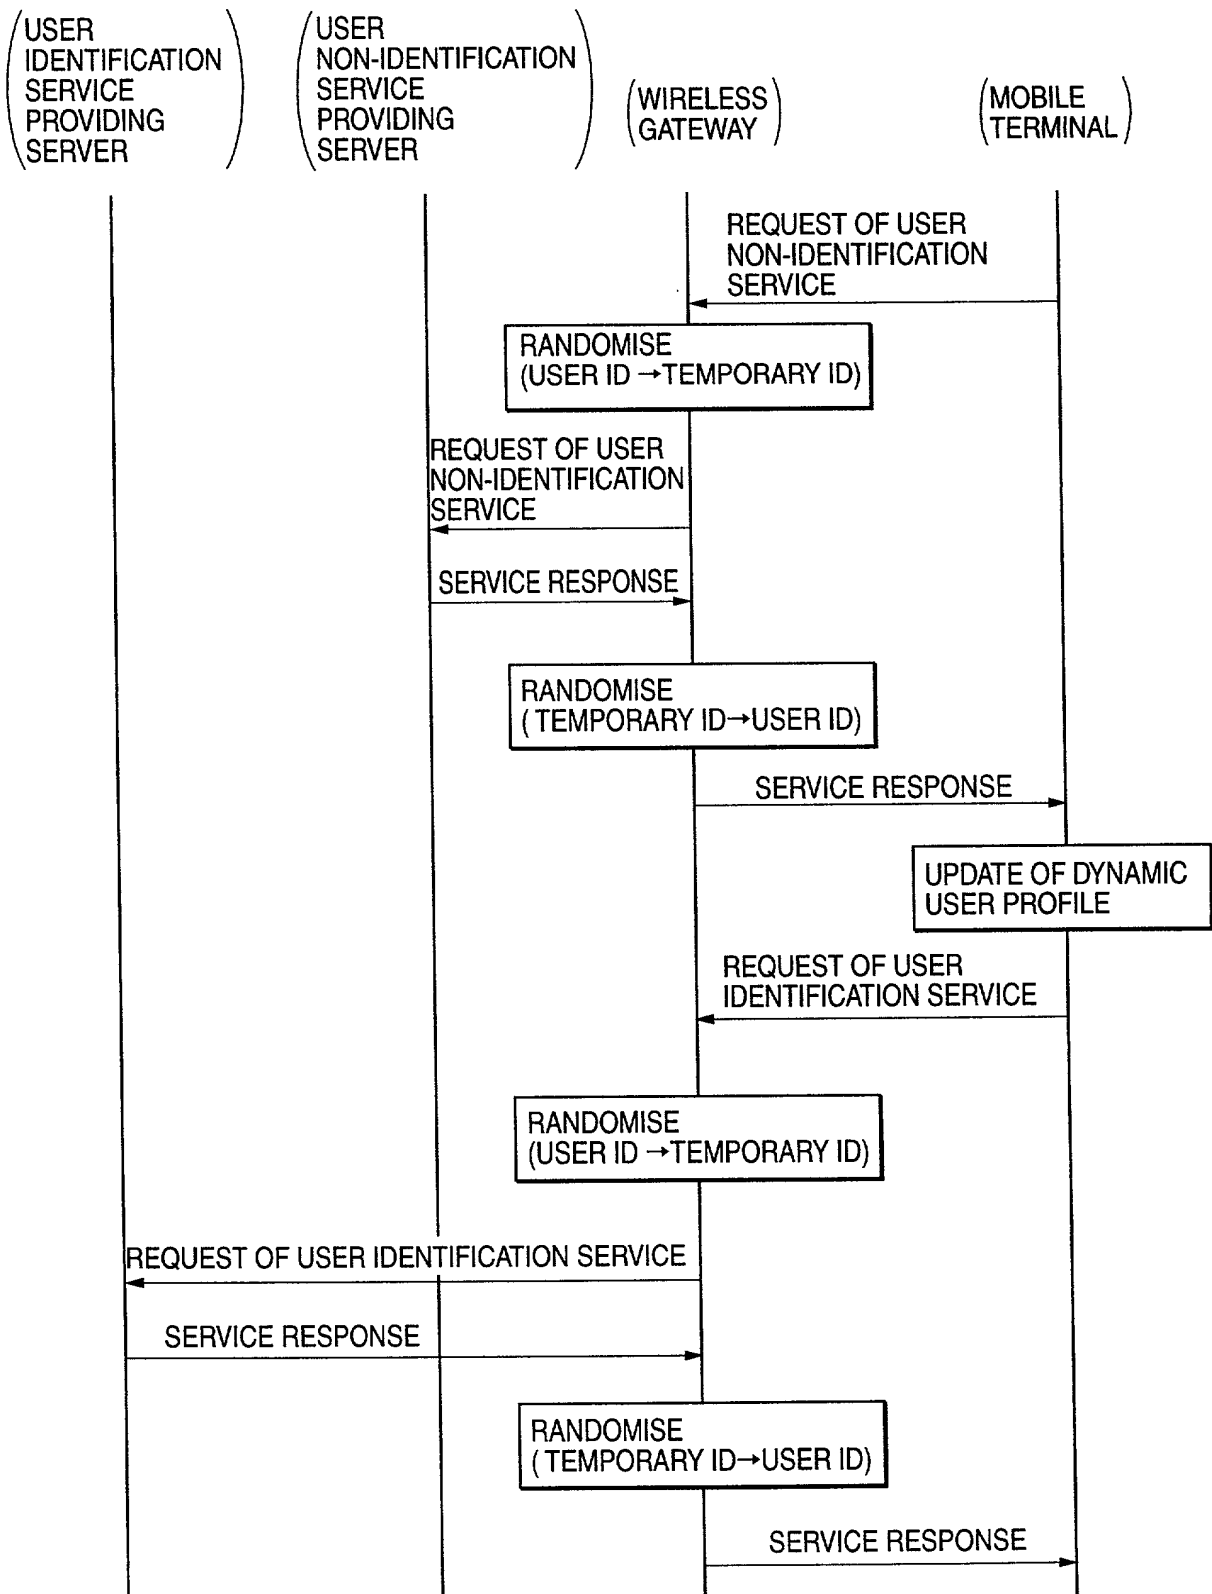 USER
IDENTIFICATION
SERVICE
PROVIDING
SERVER
USER
NON-IDENTIFICATION
SERVICE
PROVIDING
SERVER
(WIRELESS
GATEWAY)
(MOBILE
TERMINAL)
REQUEST OF USER
NON-IDENTIFICATION
SERVICE
RANDOMISE
(USER ID →TEMPORARY ID)
REQUEST OF USER
NON-IDENTIFICATION
SERVICE
SERVICE RESPONSE
RANDOMISE
( TEMPORARY ID→USER ID)
SERVICE RESPONSE
UPDATE OF DYNAMIC
USER PROFILE
REQUEST OF USER
IDENTIFICATION SERVICE
RANDOMISE
(USER ID →TEMPORARY ID)
REQUEST OF USER IDENTIFICATION SERVICE
SERVICE RESPONSE
RANDOMISE
( TEMPORARY ID→USER ID)
SERVICE RESPONSE